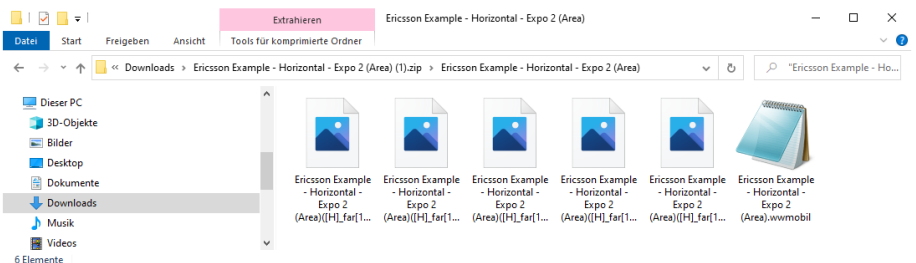 Extrahieren
Ericsson Example - Horizontal - Expo 2 (Area)
Datei
Start
Freigeben
Ansicht
Tools für komprimierte Ordner
« Downloads › Ericsson Example - Horizontal - Expo 2 (Area) (1).zip › Ericsson Example - Horizontal - Expo 2 (Area)
"Ericsson Example - Ho...
Dieser PC
3D-Objekte
Bilder
Desktop
Dokumente
Downloads
Musik
Videos
Ericsson Example
- Horizontal -
Expo 2
(Area)([H]_far[1...
Ericsson Example
- Horizontal -
Expo 2
(Area)([H]_far[1...
Ericsson Example
- Horizontal -
Expo 2
(Area)([H]_far[1...
Ericsson Example
- Horizontal -
Expo 2
(Area)([H]_far[1...
Ericsson Example
- Horizontal -
Expo 2
(Area)([H]_far[1...
Ericsson Example
- Horizontal -
Expo 2
(Area).wwmobil
6 Elemente